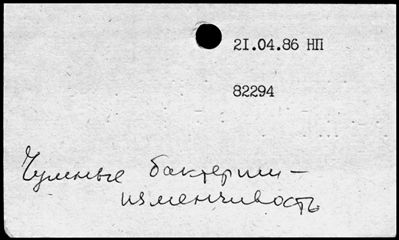 21.04.86 НП
82294
Чумные бактерии –
изменчивость